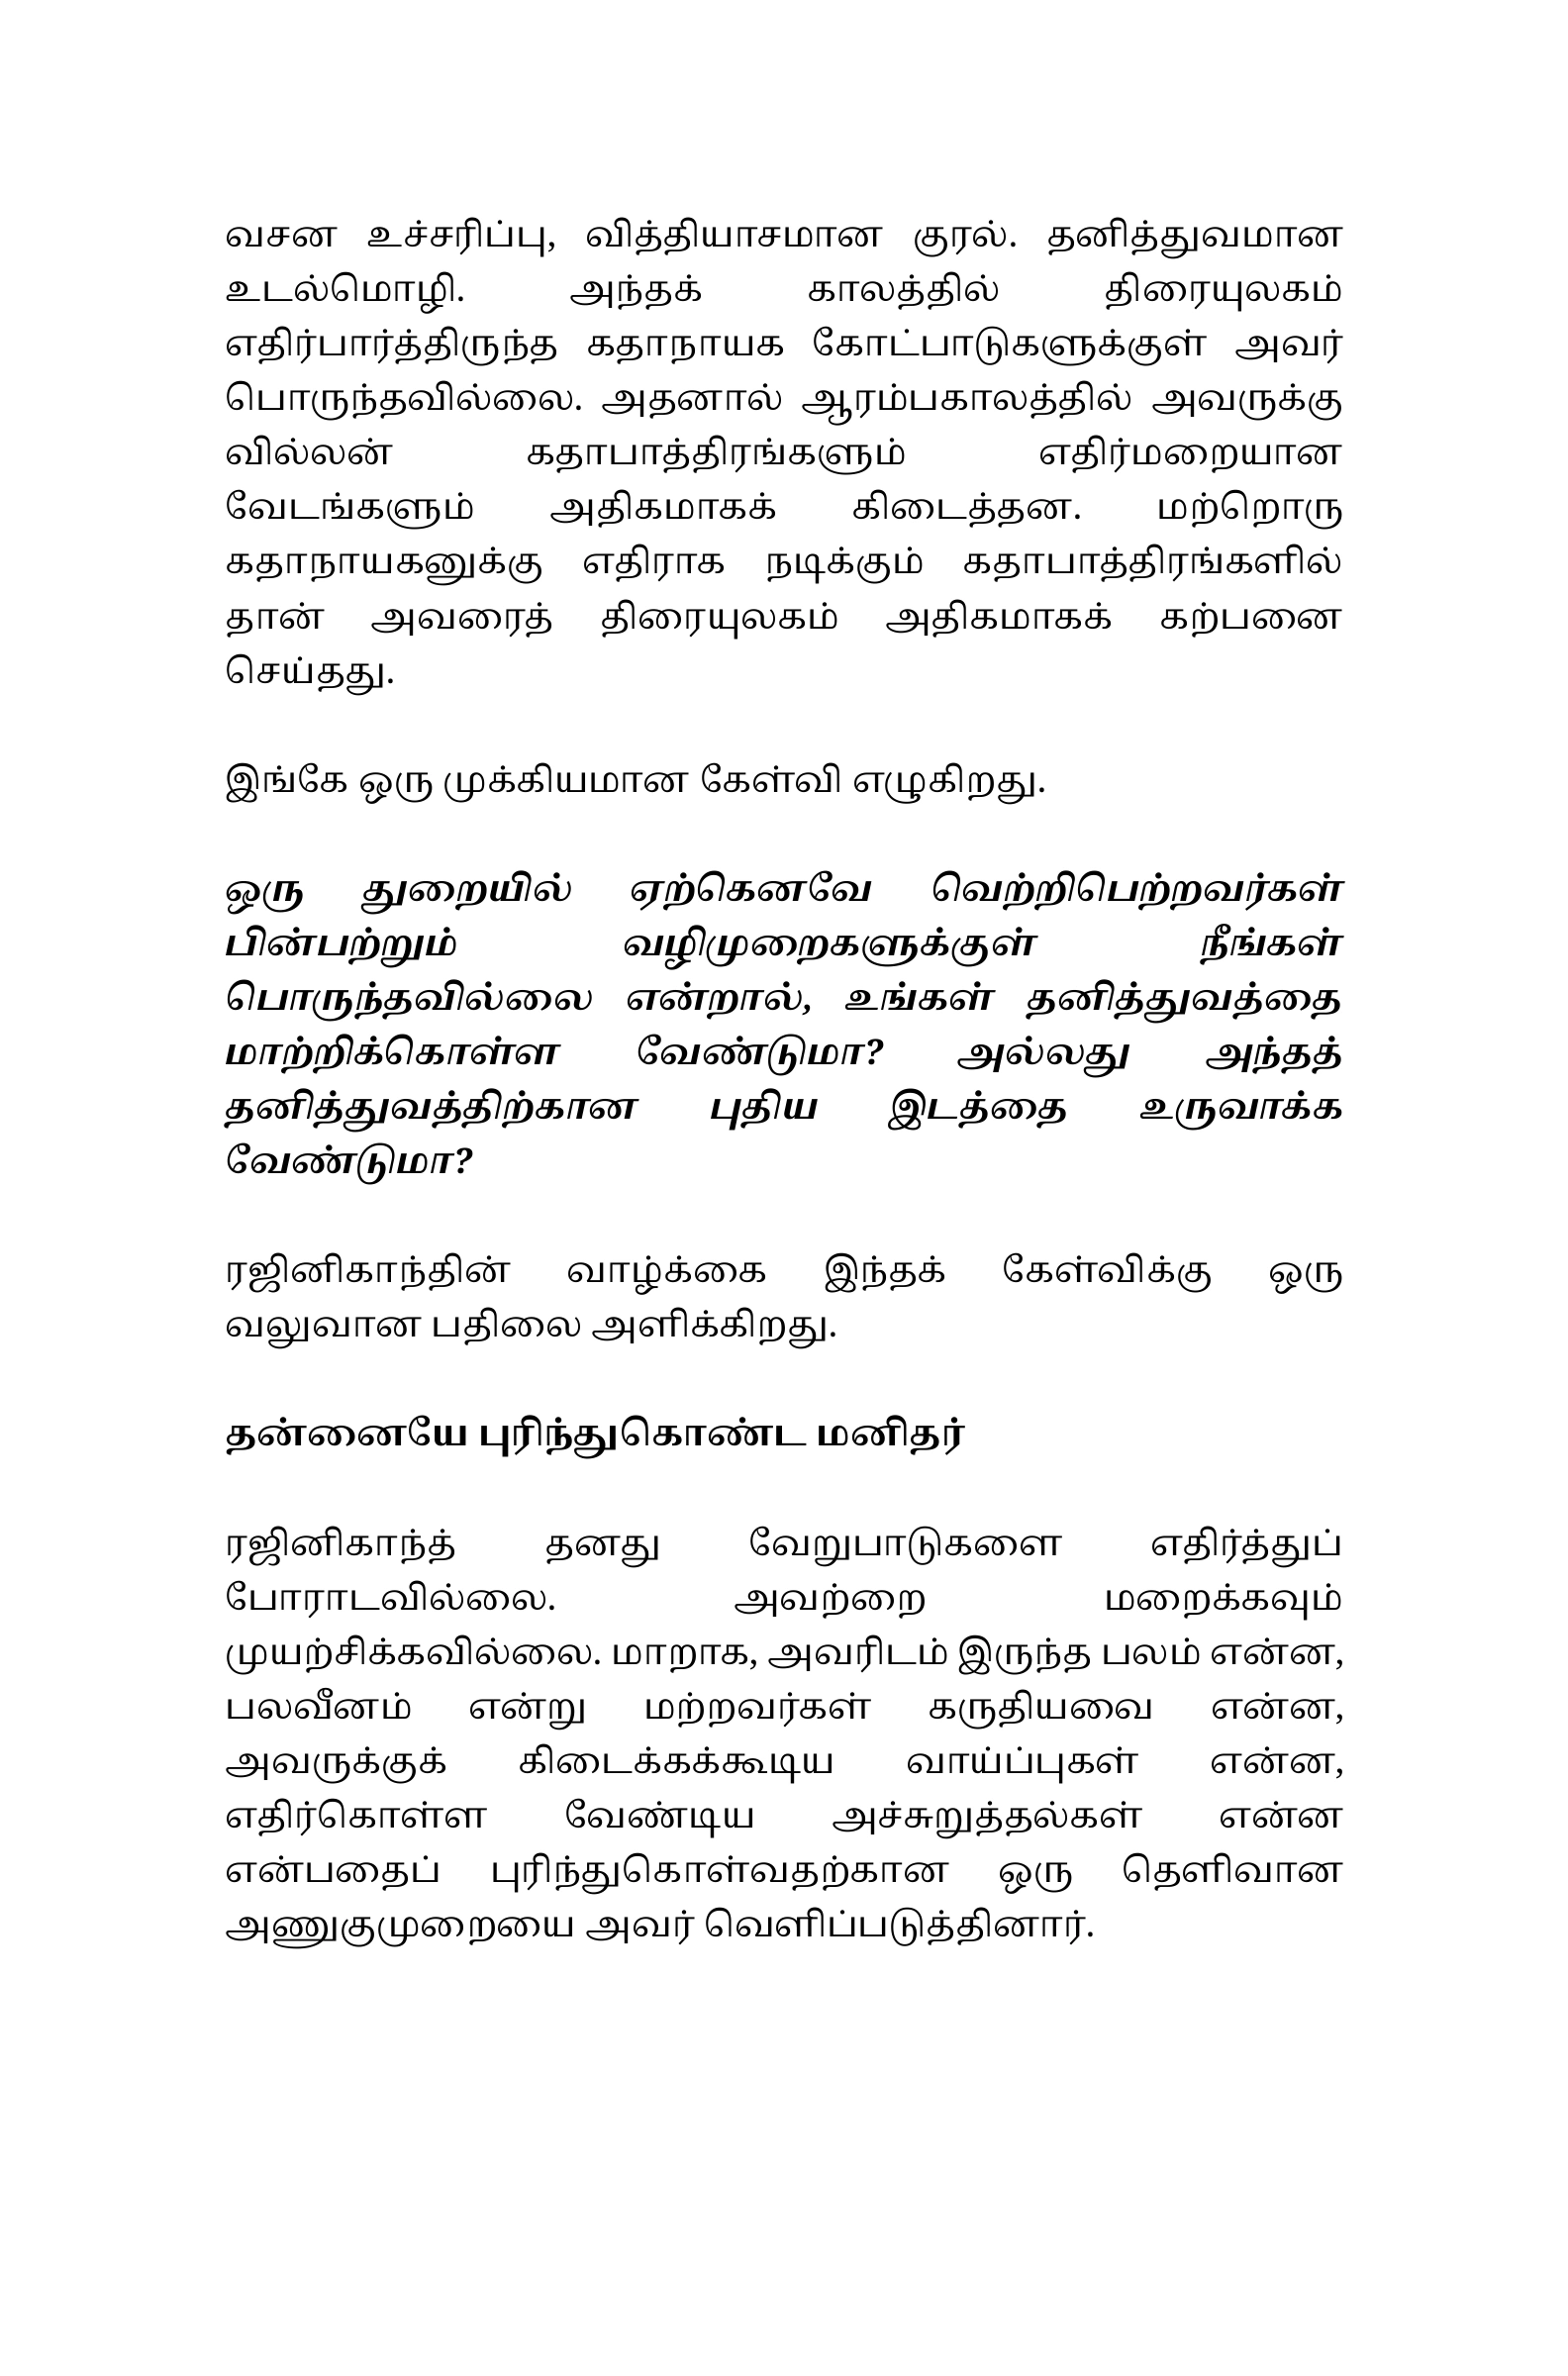 வசன உச்சரிப்பு, வித்தியாசமான குரல். தனித்துவமான
உடல்மொழி. அந்தக் காலத்தில் திரையுலகம்
எதிர்பார்த்திருந்த கதாநாயக கோட்பாடுகளுக்குள் அவர்
பொருந்தவில்லை. அதனால் ஆரம்பகாலத்தில் அவருக்கு
வில்லன் கதாபாத்திரங்களும் எதிர்மறையான
வேடங்களும் அதிகமாகக் கிடைத்தன. மற்றொரு
கதாநாயகனுக்கு எதிராக நடிக்கும் கதாபாத்திரங்களில்
தான் அவரைத் திரையுலகம் அதிகமாகக் கற்பனை
செய்தது.
இங்கே ஒரு முக்கியமான கேள்வி எழுகிறது.
ஒரு துறையில் ஏற்கெனவே வெற்றிபெற்றவர்கள்
பின்பற்றும் வழிமுறைகளுக்குள் நீங்கள்
பொருந்தவில்லை என்றால், உங்கள் தனித்துவத்தை
மாற்றிக்கொள்ள வேண்டுமா? அல்லது அந்தத்
தனித்துவத்திற்கான புதிய இடத்தை உருவாக்க
வேண்டுமா?
ரஜினிகாந்தின் வாழ்க்கை இந்தக் கேள்விக்கு ஒரு
வலுவான பதிலை அளிக்கிறது.
தன்னையே புரிந்துகொண்ட மனிதர்
ரஜினிகாந்த் தனது வேறுபாடுகளை எதிர்த்துப்
போராடவில்லை. அவற்றை மறைக்கவும்
முயற்சிக்கவில்லை. மாறாக, அவரிடம் இருந்த பலம் என்ன,
பலவீனம் என்று மற்றவர்கள் கருதியவை என்ன,
அவருக்குக் கிடைக்கக்கூடிய வாய்ப்புகள் என்ன,
எதிர்கொள்ள வேண்டிய அச்சுறுத்தல்கள் என்ன
என்பதைப் புரிந்துகொள்வதற்கான ஒரு தெளிவான
அணுகுமுறையை அவர் வெளிப்படுத்தினார்.